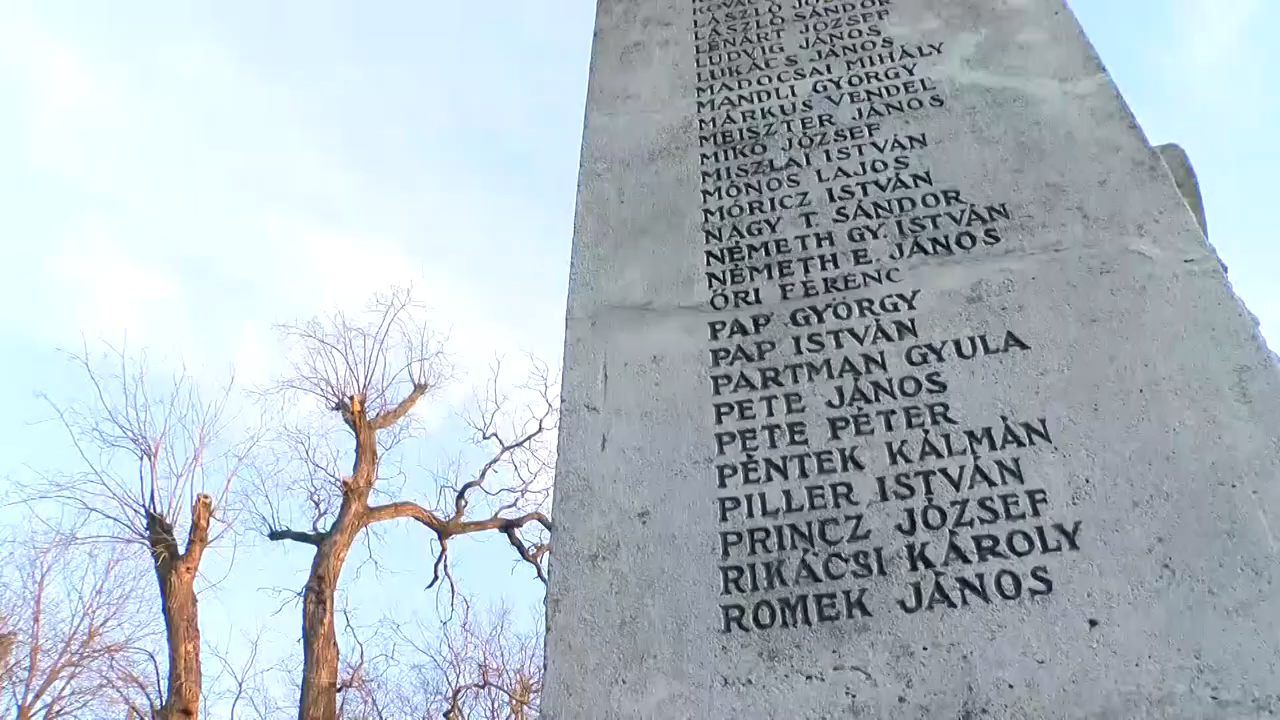 LÁSZLÓ SÁNDOR
LÉNÁRT JÓZSEF
LUDVIG JÁNOS
LUKÁCS JÁNOS
MADOCSAI MIHÁLY
MANDLI GYÖRGY
MÁRKUS VENDEL
MEISZTER JÁNOS
MIKÓ JÓZSEF
MISZLAI ISTVÁN
MÓNOS LAJOS
MÓRICZ ISTVÁN
NAGY T. SÁNDOR
NÉMETH GY. ISTVÁN
NÉMETH E. JÁNOS
ŐRI FERENC
PAP GYÖRGY
PAP ISTVÁN
PARTMAN GYULA
PETE JÁNOS
PETE PÉTER
PÉNTEK KÁLMÁN
PILLER ISTVÁN
PRINCZ JÓZSEF
RIKÁCSI KÁROLY
ROMEK JÁNOS